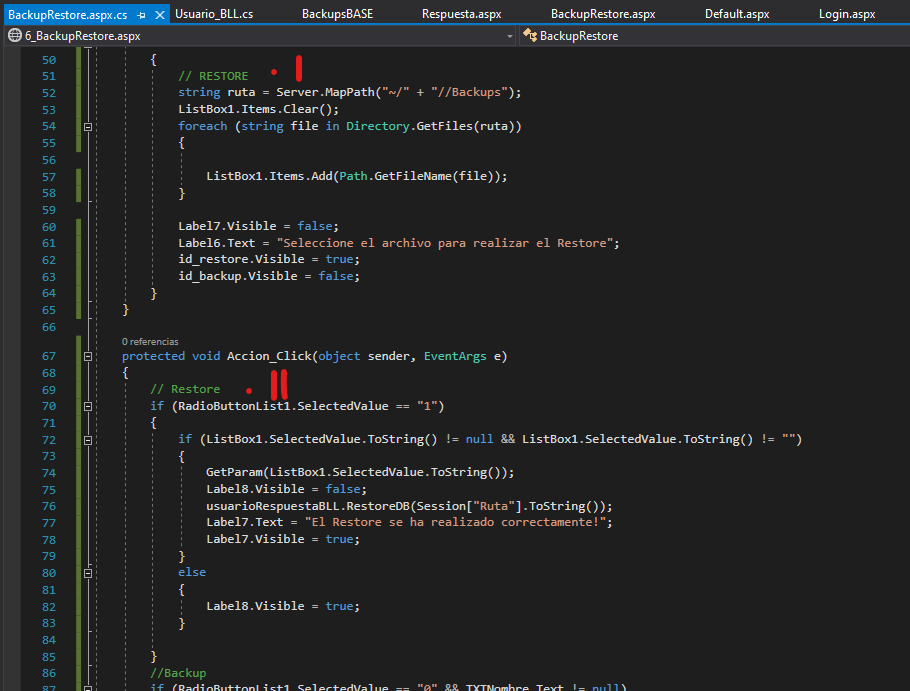 BackupRestore.aspx.cs Usuario_BLL.cs BackupsBASE Respuesta.aspx BackupRestore.aspx Default.aspx Login.aspx
6_BackupRestore.aspx BackupRestore
50 {
51 // RESTORE
52 string ruta = Server.MapPath("~/" + "//Backups");
53 ListBox1.Items.Clear();
54 foreach (string file in Directory.GetFiles(ruta))
55 {
56
57 ListBox1.Items.Add(Path.GetFileName(file));
58 }
59
60 Label7.Visible = false;
61 Label6.Text = "Seleccione el archivo para realizar el Restore";
62 id_restore.Visible = true;
63 id_backup.Visible = false;
64 }
65 }
66
0 referencias
67 protected void Accion_Click(object sender, EventArgs e)
68 {
69 // Restore
70 if (RadioButtonList1.SelectedValue == "1")
71 {
72 if (ListBox1.SelectedValue.ToString() != null && ListBox1.SelectedValue.ToString() != "")
73 {
74 GetParam(ListBox1.SelectedValue.ToString());
75 Label8.Visible = false;
76 usuarioRespuestaBLL.RestoreDB(Session["Ruta"].ToString());
77 Label7.Text = "El Restore se ha realizado correctamente!";
78 Label7.Visible = true;
79 }
80 else
81 {
82 Label8.Visible = true;
83 }
84
85 }
86 //Backup
87 if (RadioButtonList1.SelectedValue == "0" && TXTNombre.Text != null)